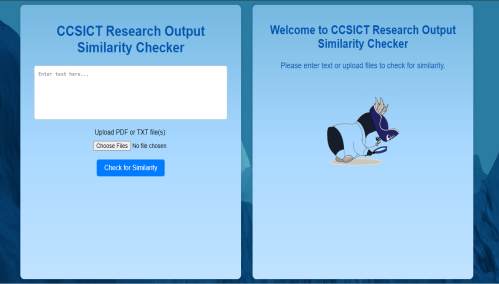 CCSICT Research Output
Similarity Checker
Enter text here...
Upload PDF or TXT file(s):
Choose Files No file chosen
Check for Similarity
Welcome to CCSICT Research Output
Similarity Checker
Please enter text or upload files to check for similarity.